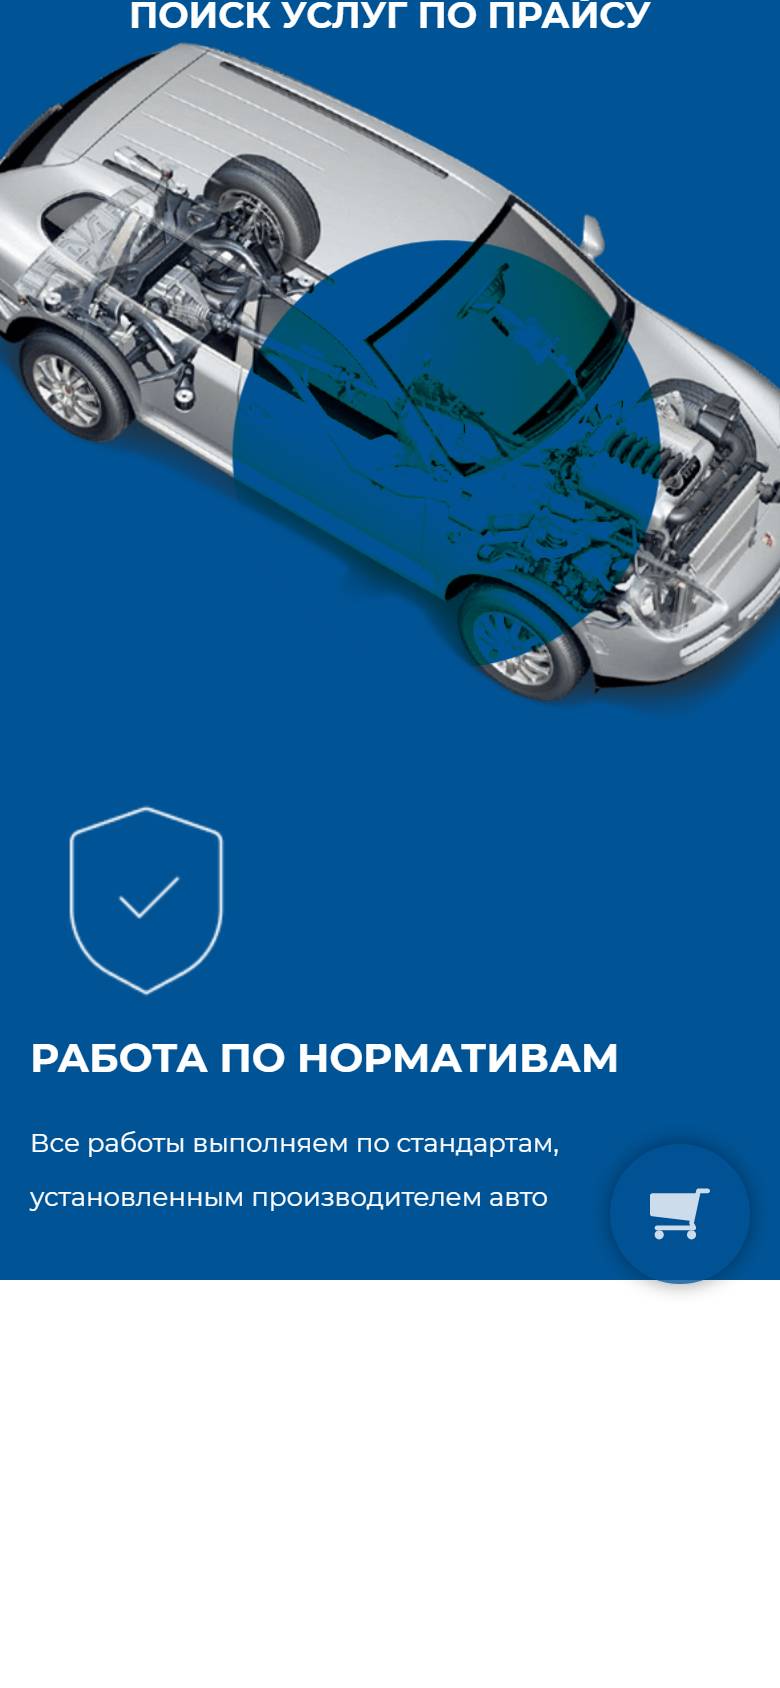 ПОИСК УСЛУГ ПО ПРАЙСУ
РАБОТА ПО НОРМАТИВАМ
Все работы выполняем по стандартам,
установленным производителем авто